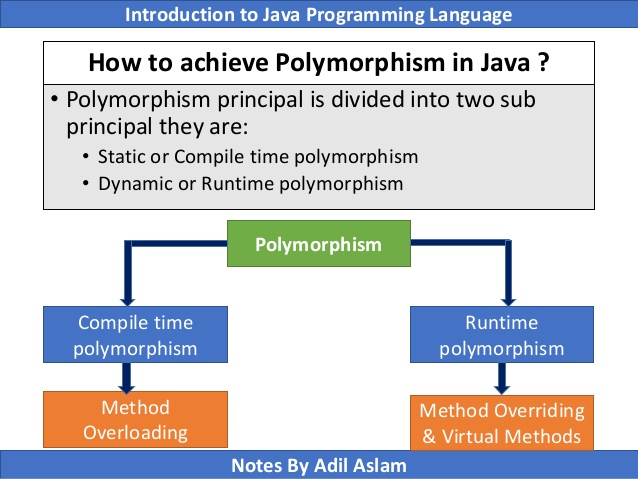 Introduction to Java Programming Language
How to achieve Polymorphism in Java ?
• Polymorphism principal is divided into two sub
principal they are:
• Static or Compile time polymorphism
• Dynamic or Runtime polymorphism
Polymorphism
Compile time
polymorphism
Runtime
polymorphism
Method
Overloading
Method Overriding
& Virtual Methods
Notes By Adil Aslam